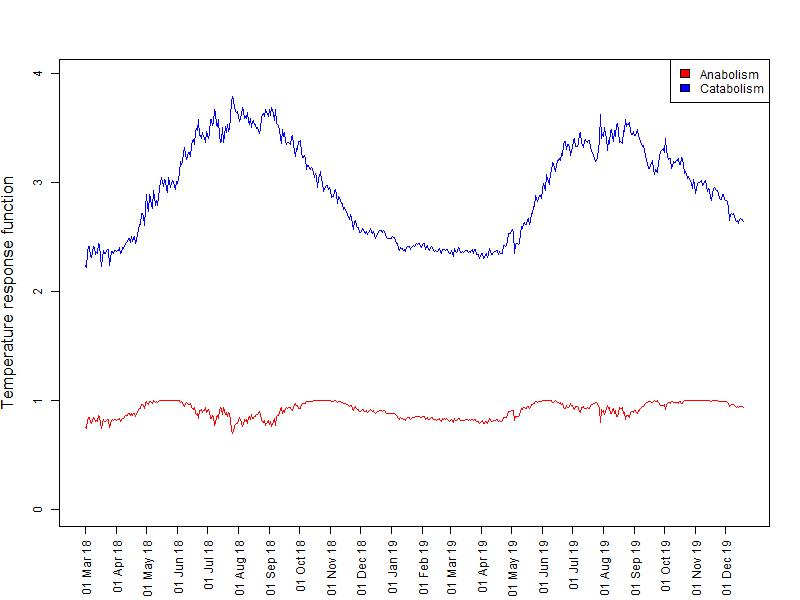 Anabolism
Catabolism
Temperature response function
4
3
2
1
0
01 Mar 18
01 Apr 18
01 May 18
01 Jun 18
01 Jul 18
01 Aug 18
01 Sep 18
01 Oct 18
01 Nov 18
01 Dec 18
01 Jan 19
01 Feb 19
01 Mar 19
01 Apr 19
01 May 19
01 Jun 19
01 Jul 19
01 Aug 19
01 Sep 19
01 Oct 19
01 Nov 19
01 Dec 19